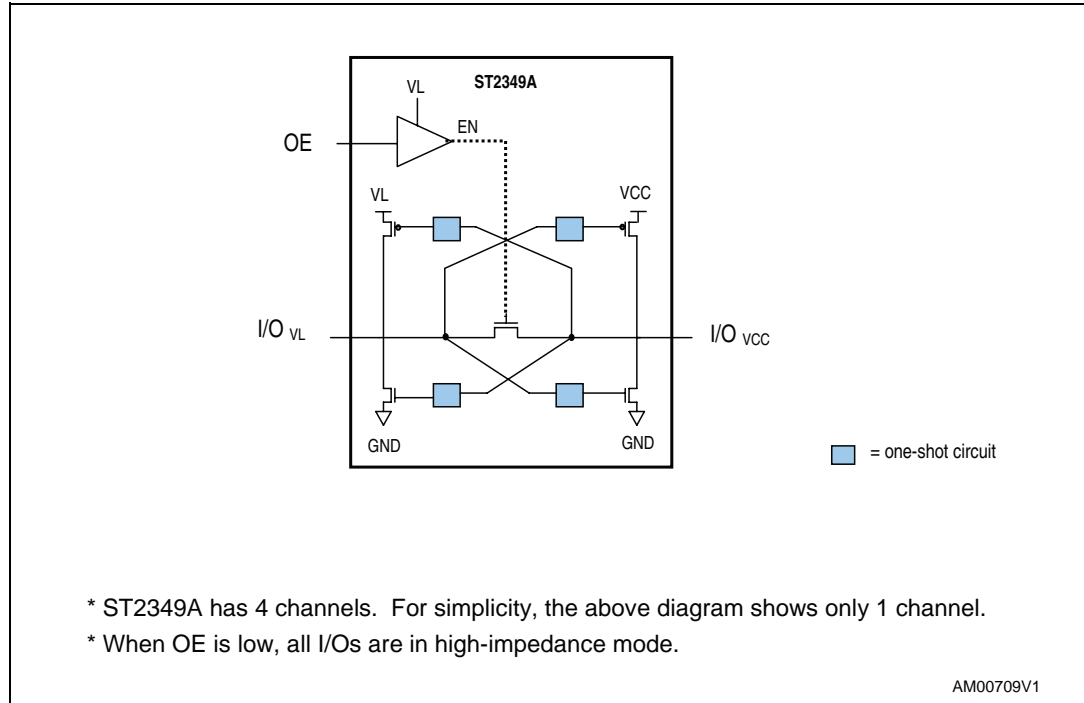 ST2349A
VL
EN
OE
VL
VCC
I/O VL
I/O VCC
GND
GND
= one-shot circuit
* ST2349A has 4 channels. For simplicity, the above diagram shows only 1 channel.
* When OE is low, all I/Os are in high-impedance mode.
AM00709V1